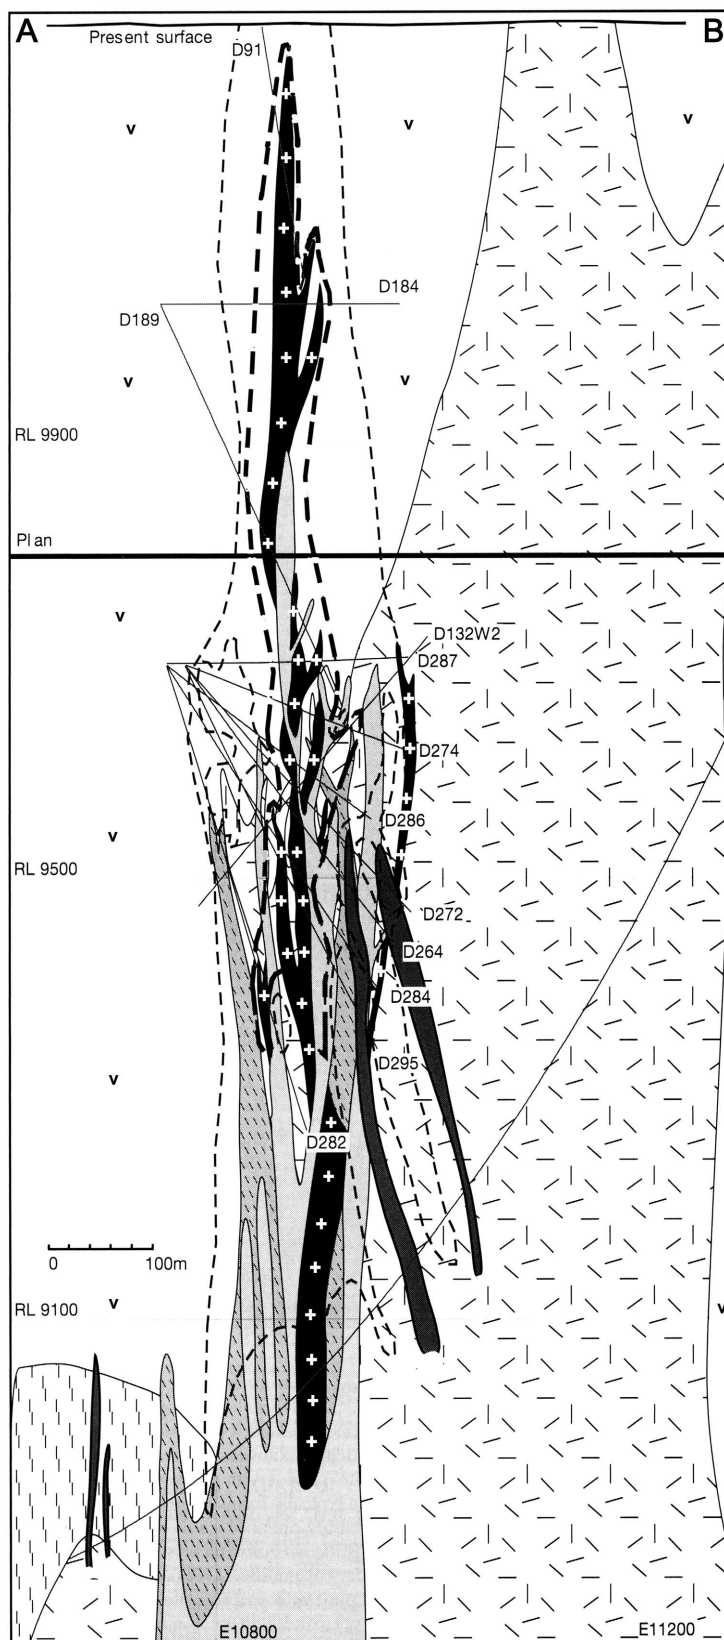 A
B
Present surface
D91
v
v
v
D184
D189
v
v
RL 9900
Plan
v
D132W2
D287
D274
D286
v
RL 9500
D272
D264
D284
D295
v
D282
0 100m
RL 9100
v
v
E10800
E11200